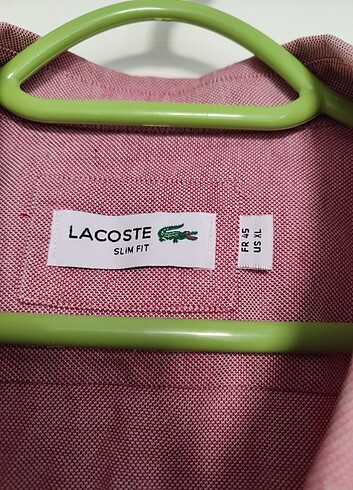 LACOSTE
SLIM FIT
FR 45
US XL